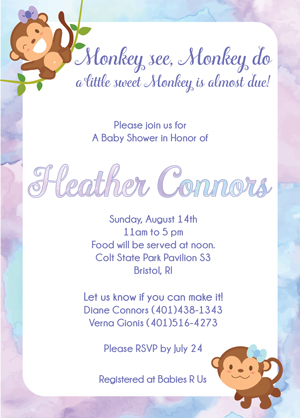 Monkey see, Monkey do
a little sweet Monkey is almost due!
Please join us for
A Baby Shower in Honor of
Heather Connors
Sunday, August 14th
11am to 5 pm
Food will be served at noon.
Colt State Park Pavilion S3
Bristol, RI
Let us know if you can make it!
Diane Connors (401)438-1343
Verna Gionis (401)516-4273
Please RSVP by July 24
Registered at Babies R Us